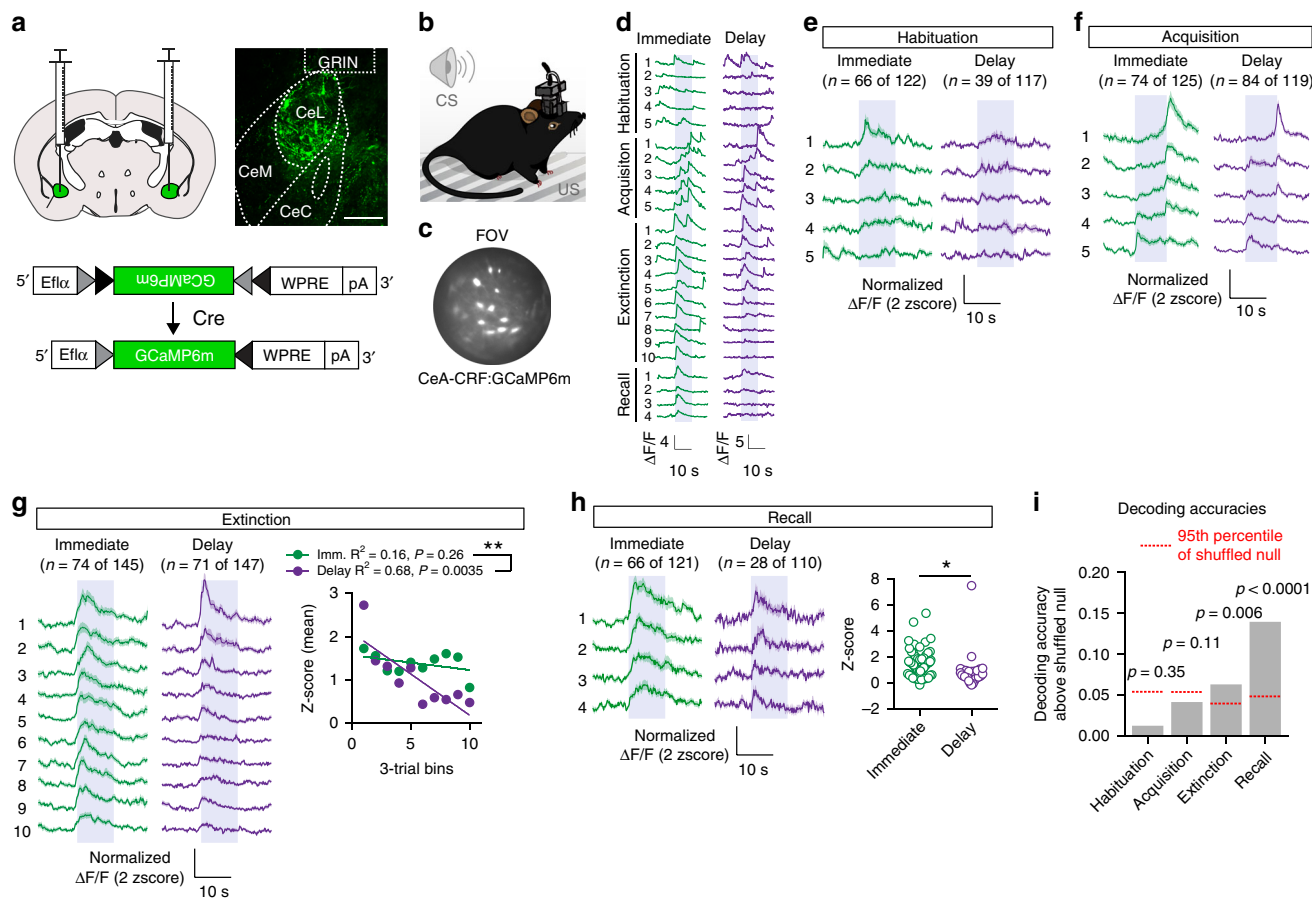 a
GRIN
CeL
CeM
CeC
5′ EfIα GCaMP6m WPRE pA 3′
Cre
5′ EfIα GCaMP6m WPRE pA 3′
b
CS
US
c
FOV
CeA-CRF:GCaMP6m
d
Immediate Delay
Habituation
1
2
3
4
5
Acquisiton
1
2
3
4
5
Exctinction
1
2
3
4
5
6
7
8
9
10
Recall
1
2
3
4
ΔF/F 4
10 s
ΔF/F 5
10 s
e
Habituation
Immediate Delay
(n = 66 of 122) (n = 39 of 117)
1
2
3
4
5
Normalized
ΔF/F (2 zscore)
10 s
f
Acquisition
Immediate Delay
(n = 74 of 125) (n = 84 of 119)
1
2
3
4
5
Normalized
ΔF/F (2 zscore)
10 s
g
Extinction
Immediate Delay
(n = 74 of 145) (n = 71 of 147)
1
2
3
4
5
6
7
8
9
10
Normalized
ΔF/F (2 zscore)
10 s
Imm. R² = 0.16, P = 0.26
Delay R² = 0.68, P = 0.0035
**
Z-score (mean)
3
2
1
0
0 5 10
3-trial bins
h
Recall
Immediate Delay
(n = 66 of 121) (n = 28 of 110)
1
2
3
4
Normalized
ΔF/F (2 zscore)
10 s
*
Z-score
8
6
4
2
0
−2
Immediate
Delay
i
Decoding accuracies
95th percentile
of shuffled null
Decoding accuracy
above shuffled null
0.20
0.15
0.10
0.05
0.00
p = 0.35
p = 0.11
p = 0.006
p < 0.0001
Habituation
Acquisition
Extinction
Recall